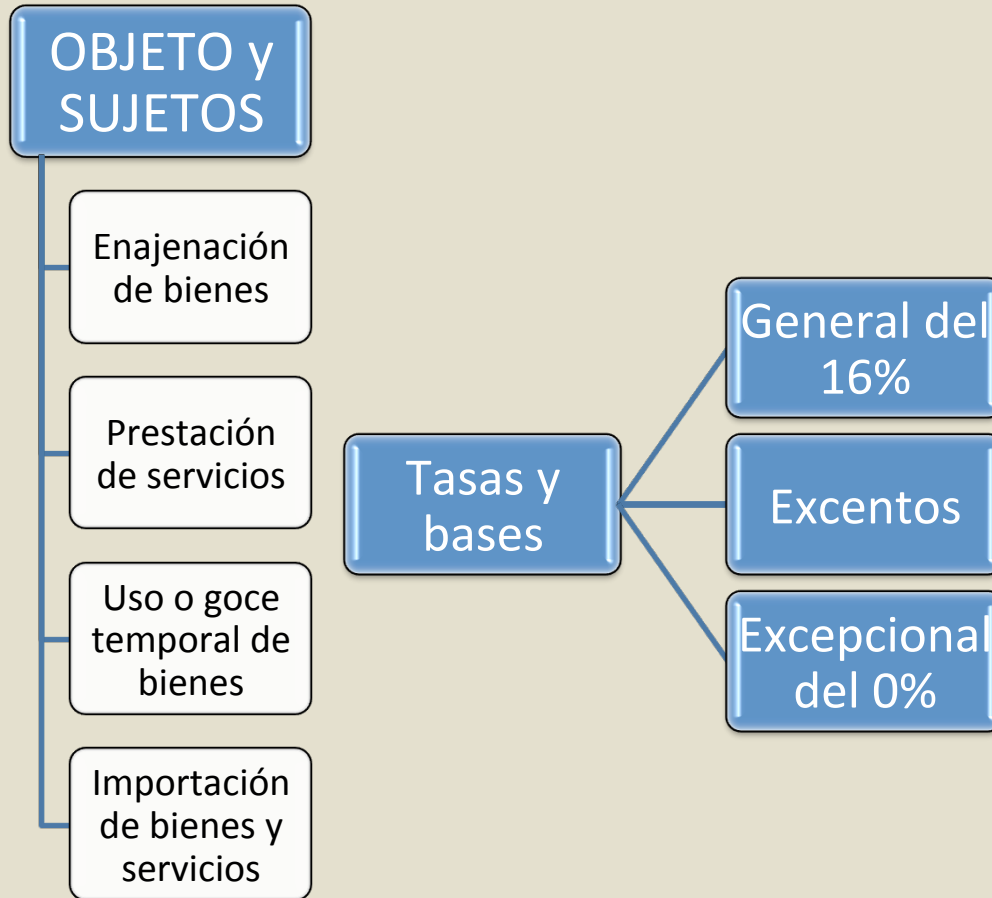 OBJETO y
SUJETOS
Enajenación
de bienes
Prestación
de servicios
Uso o goce
temporal de
bienes
Importación
de bienes y
servicios
Tasas y
bases
General del
16%
Excentos
Excepcional
del 0%